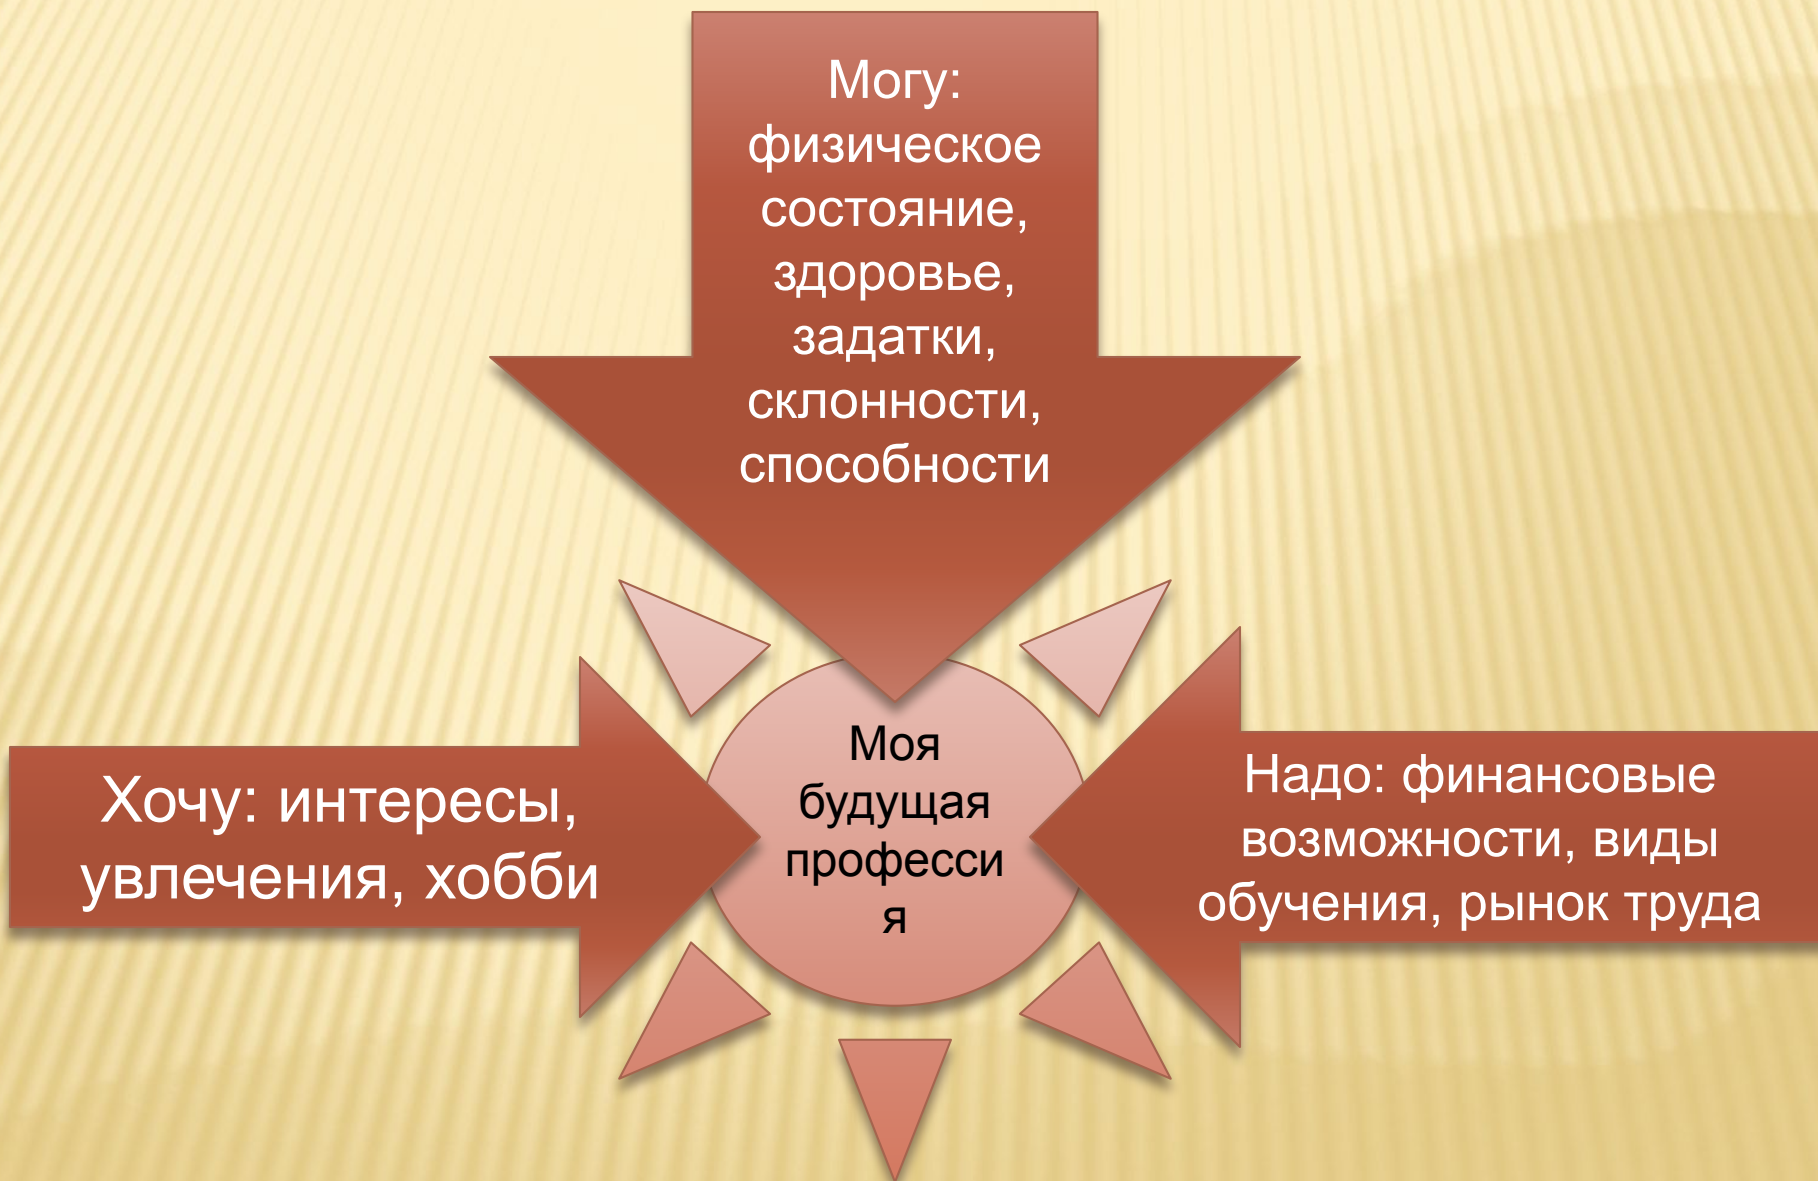 Могу:
физическое
состояние,
здоровье,
задатки,
склонности,
способности
Хочу: интересы,
увлечения, хобби
Моя
будущая
професси
я
Надо: финансовые
возможности, виды
обучения, рынок труда